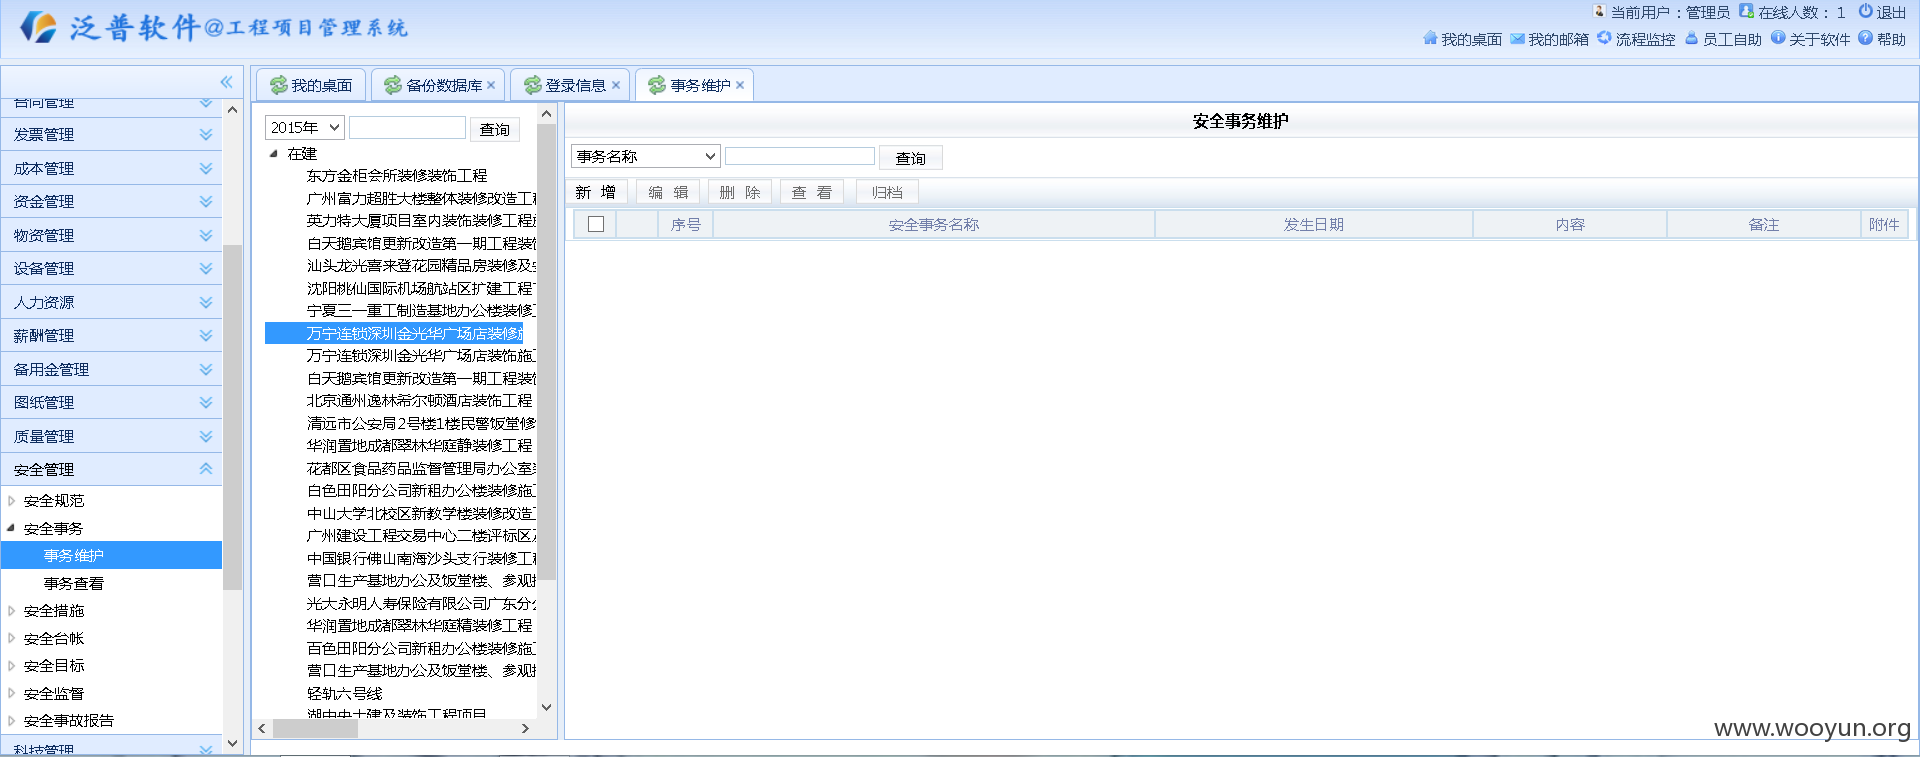 泛普软件@工程项目管理系统
当前用户：管理员 在线人数：1 退出
我的桌面 我的邮箱 流程监控 员工自助 关于软件 帮助
我的桌面 备份数据库 登录信息 事务维护
合同管理
发票管理
成本管理
资金管理
物资管理
设备管理
人力资源
薪酬管理
备用金管理
图纸管理
质量管理
安全管理
安全规范
安全事务
事务维护
事务查看
安全措施
安全台帐
安全目标
安全监督
安全事故报告
科技管理
2015年 查询
在建
东方金柜会所装修装饰工程
广州富力超胜大楼整体装修改造工程
英力特大厦项目室内装饰装修工程
白天鹅宾馆更新改造第一期工程装饰
汕头龙光喜来登花园精品房装修及
沈阳桃仙国际机场航站区扩建工程
宁夏三一重工制造基地办公楼装修工
万宁连锁深圳金光华广场店装修施
万宁连锁深圳金光华广场店装饰施工
白天鹅宾馆更新改造第一期工程装饰
北京通州逸林希尔顿酒店装饰工程
清远市公安局2号楼1楼民警饭堂修
华润置地成都翠林华庭静装修工程
花都区食品药品监督管理局办公室装
白色田阳分公司新租办公楼装修施工
中山大学北校区新教学楼装修改造工
广州建设工程交易中心二楼评标区
中国银行佛山南海沙头支行装修工程
营口生产基地办公及饭堂楼、参观
光大永明人寿保险有限公司广东分公
华润置地成都翠林华庭精装修工程
百色田阳分公司新租办公楼装修施工
营口生产基地办公及饭堂楼、参观
轻轨六号线
湖中央土建及装饰工程项目
安全事务维护
事务名称 查询
新 增 编 辑 删 除 查 看 归档
序号 安全事务名称 发生日期 内容 备注 附件
www.wooyun.org